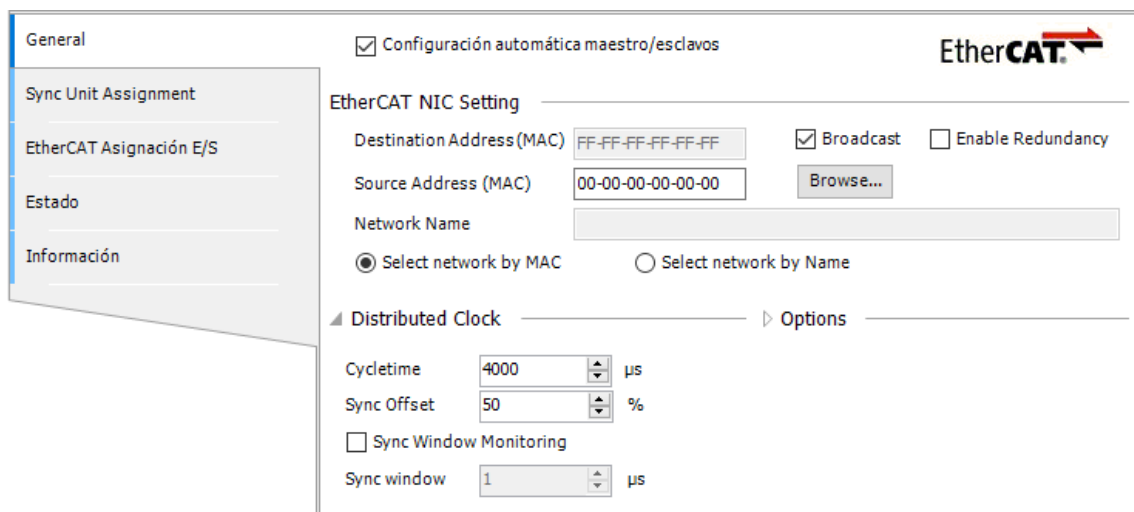 General
Sync Unit Assignment
EtherCAT Asignación E/S
Estado
Información
Configuración automática maestro/esclavos
EtherCAT.
EtherCAT NIC Setting
Destination Address(MAC) FF-FF-FF-FF-FF-FF Broadcast Enable Redundancy
Source Address (MAC) 00-00-00-00-00-00 Browse...
Network Name
Select network by MAC Select network by Name
Distributed Clock Options
Cycletime 4000 µs
Sync Offset 50 %
Sync Window Monitoring
Sync window 1 µs